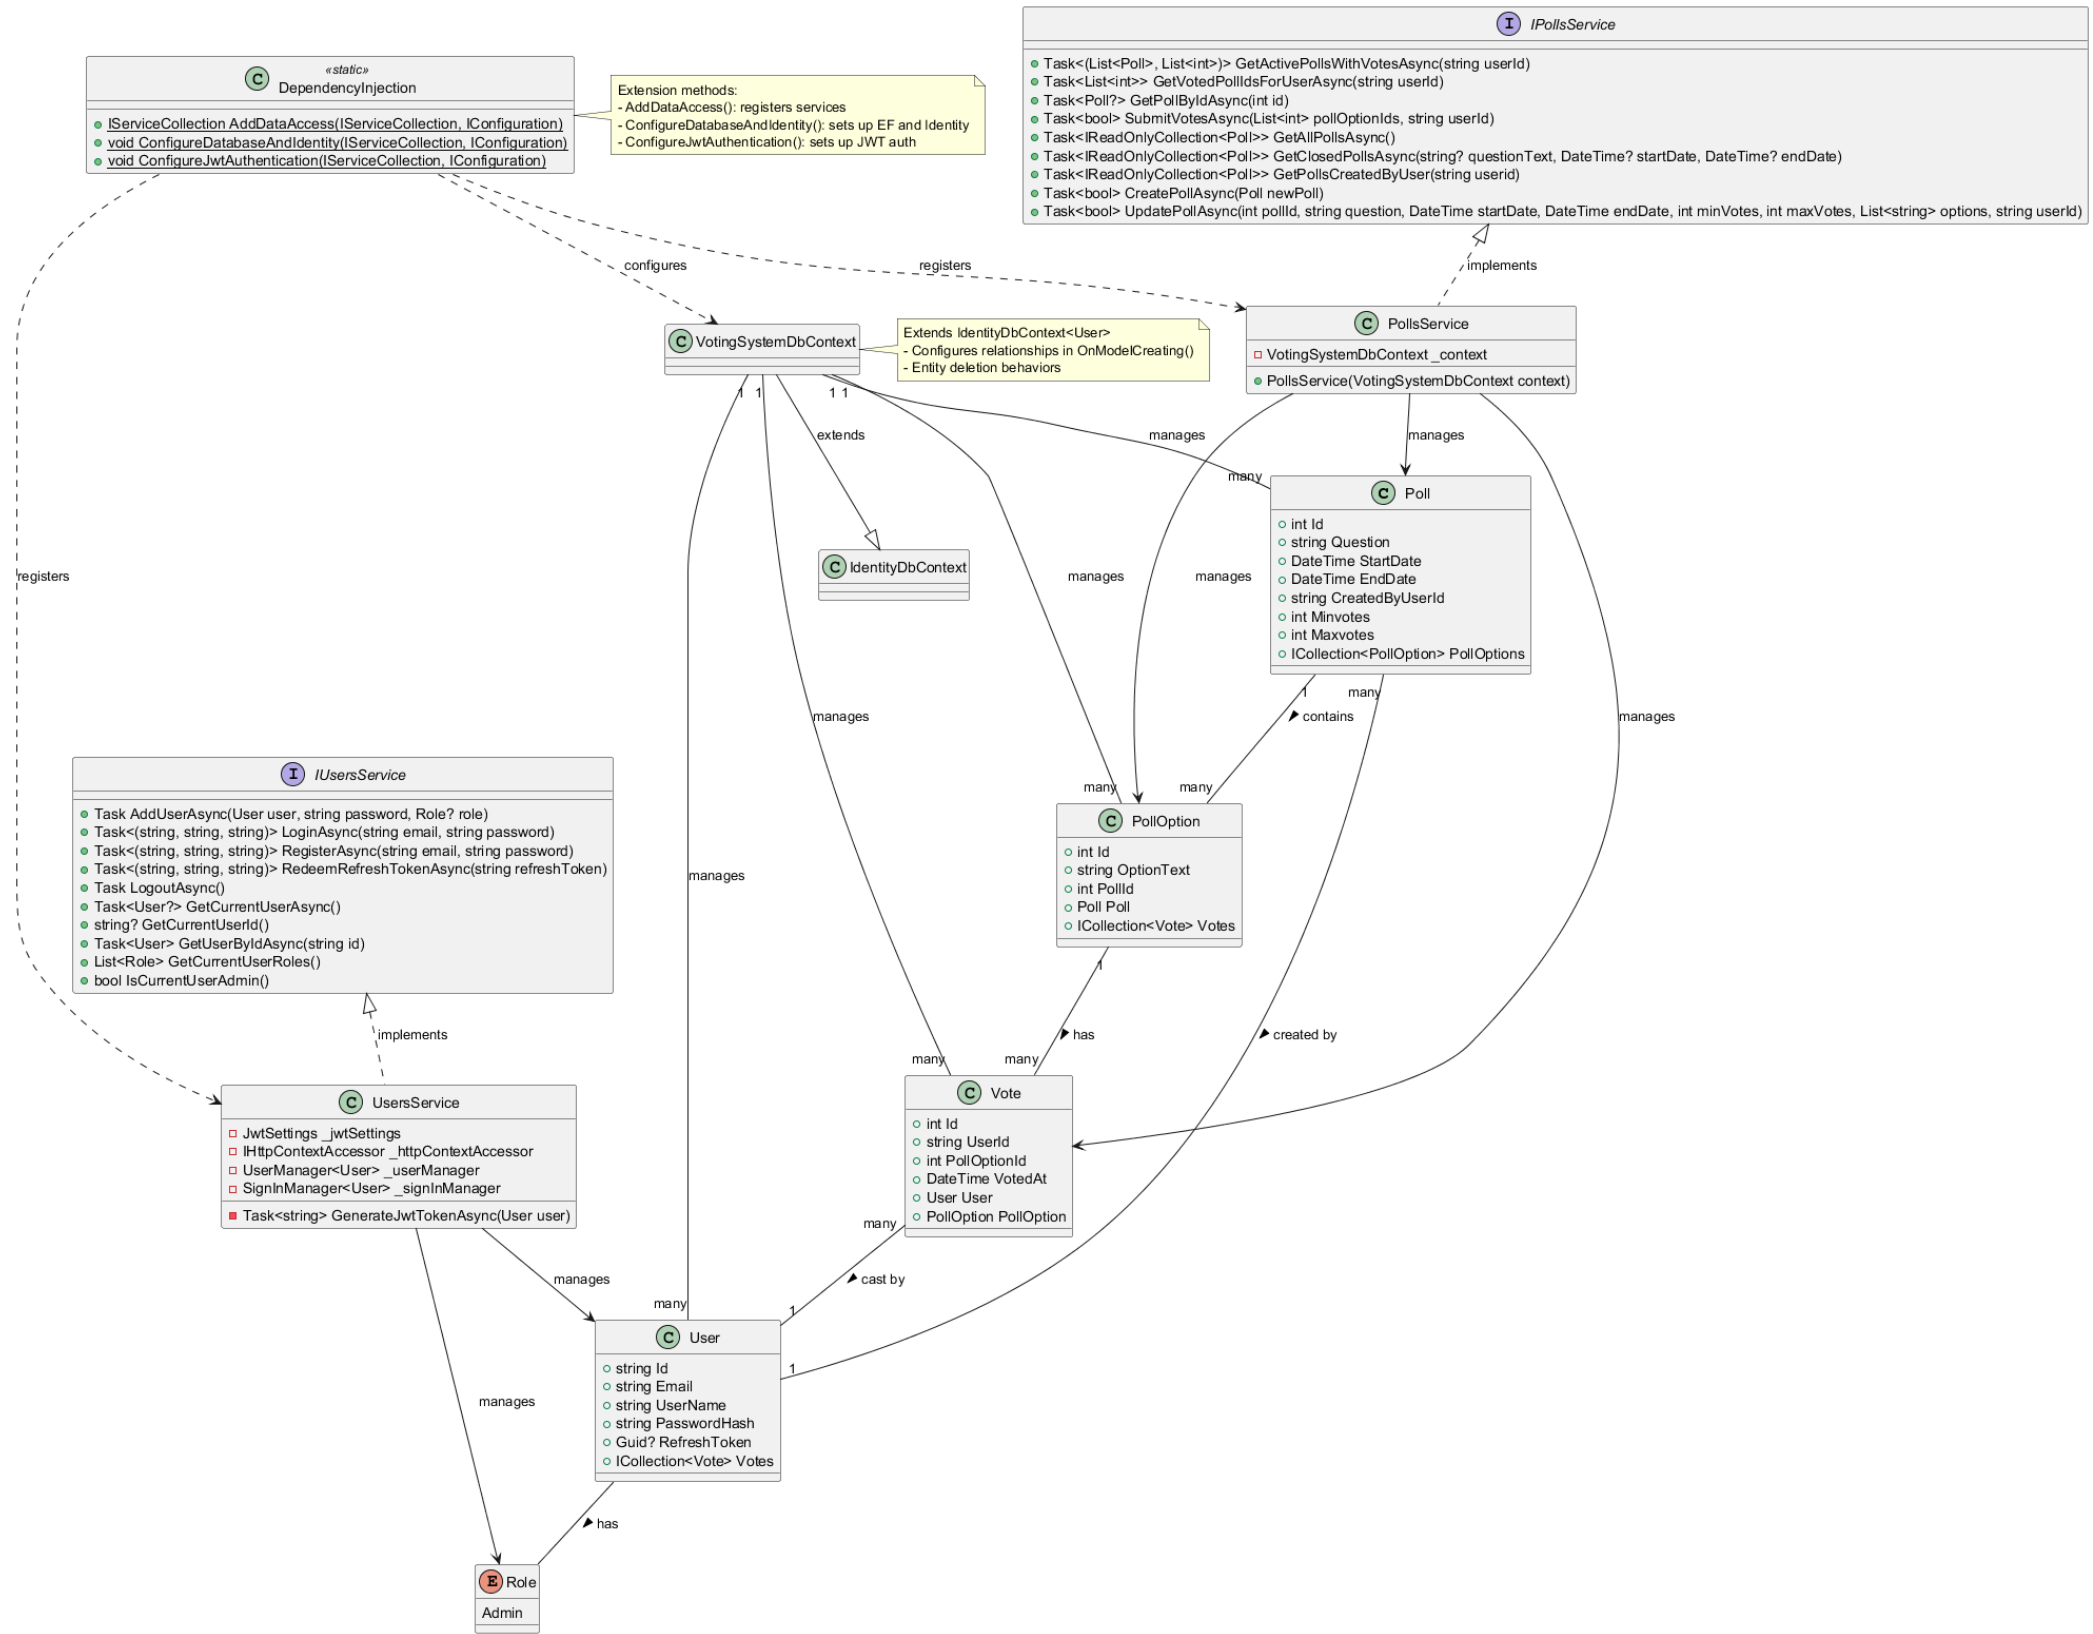 I IPollsService
+ Task<(List<Poll>, List<int>)> GetActivePollsWithVotesAsync(string userId)
Task<List<int>> GetVotedPollIdsForUserAsync(string userId)
Task<Poll?> GetPollByIdAsync(int id)
Task<bool> SubmitVotesAsync(List<int> pollOptionIds, string userId)
Task<IReadOnlyCollection<Poll>> GetAllPollsAsync()
Task<IReadOnlyCollection<Poll>> GetClosedPollsAsync(string? questionText, DateTime? startDate, DateTime? endDate)
Task<IReadOnlyCollection<Poll>> GetPollsCreatedByUser(string userid)
Task<bool> CreatePollAsync(Poll newPoll)
Task<bool> UpdatePollAsync(int pollId, string question, DateTime startDate, DateTime endDate, int minVotes, int maxVotes, List<string> options, string userId)
«static»
C DependencyInjection
IServiceCollection AddDataAccess(IServiceCollection, IConfiguration)
void ConfigureDatabaseAndIdentity(IServiceCollection, IConfiguration)
void ConfigureJwtAuthentication(IServiceCollection, IConfiguration)
Extension methods:
- AddDataAccess(): registers services
- ConfigureDatabaseAndIdentity(): sets up EF and Identity
- ConfigureJwtAuthentication(): sets up JWT auth
configures
registers
implements
C VotingSystemDbContext
Extends IdentityDbContext<User>
- Configures relationships in OnModelCreating()
- Entity deletion behaviors
C PollsService
VotingSystemDbContext _context
PollsService(VotingSystemDbContext context)
1
1
1
1
extends
manages
manages
many
C Poll
int Id
string Question
DateTime StartDate
DateTime EndDate
string CreatedByUserId
int Minvotes
int Maxvotes
ICollection<PollOption> PollOptions
C IdentityDbContext
registers
manages
manages
1
many
manages
contains
manages
many
many
C IUsersService
Task AddUserAsync(User user, string password, Role? role)
Task<(string, string, string)> LoginAsync(string email, string password)
Task<(string, string, string)> RegisterAsync(string email, string password)
Task<(string, string, string)> RedeemRefreshTokenAsync(string refreshToken)
Task LogoutAsync()
Task<User?> GetCurrentUserAsync()
string? GetCurrentUserId()
Task<User> GetUserByIdAsync(string id)
List<Role> GetCurrentUserRoles()
bool IsCurrentUserAdmin()
C PollOption
int Id
string OptionText
int PollId
Poll Poll
ICollection<Vote> Votes
manages
1
implements
has
created by
many
many
C UsersService
JwtSettings _jwtSettings
IHttpContextAccessor _httpContextAccessor
UserManager<User> _userManager
SignInManager<User> _signInManager
Task<string> GenerateJwtTokenAsync(User user)
C Vote
int Id
string UserId
int PollOptionId
DateTime VotedAt
User User
PollOption PollOption
many
manages
cast by
many
1
1
C User
string Id
string Email
string UserName
string PasswordHash
Guid? RefreshToken
ICollection<Vote> Votes
manages
has
E Role
Admin